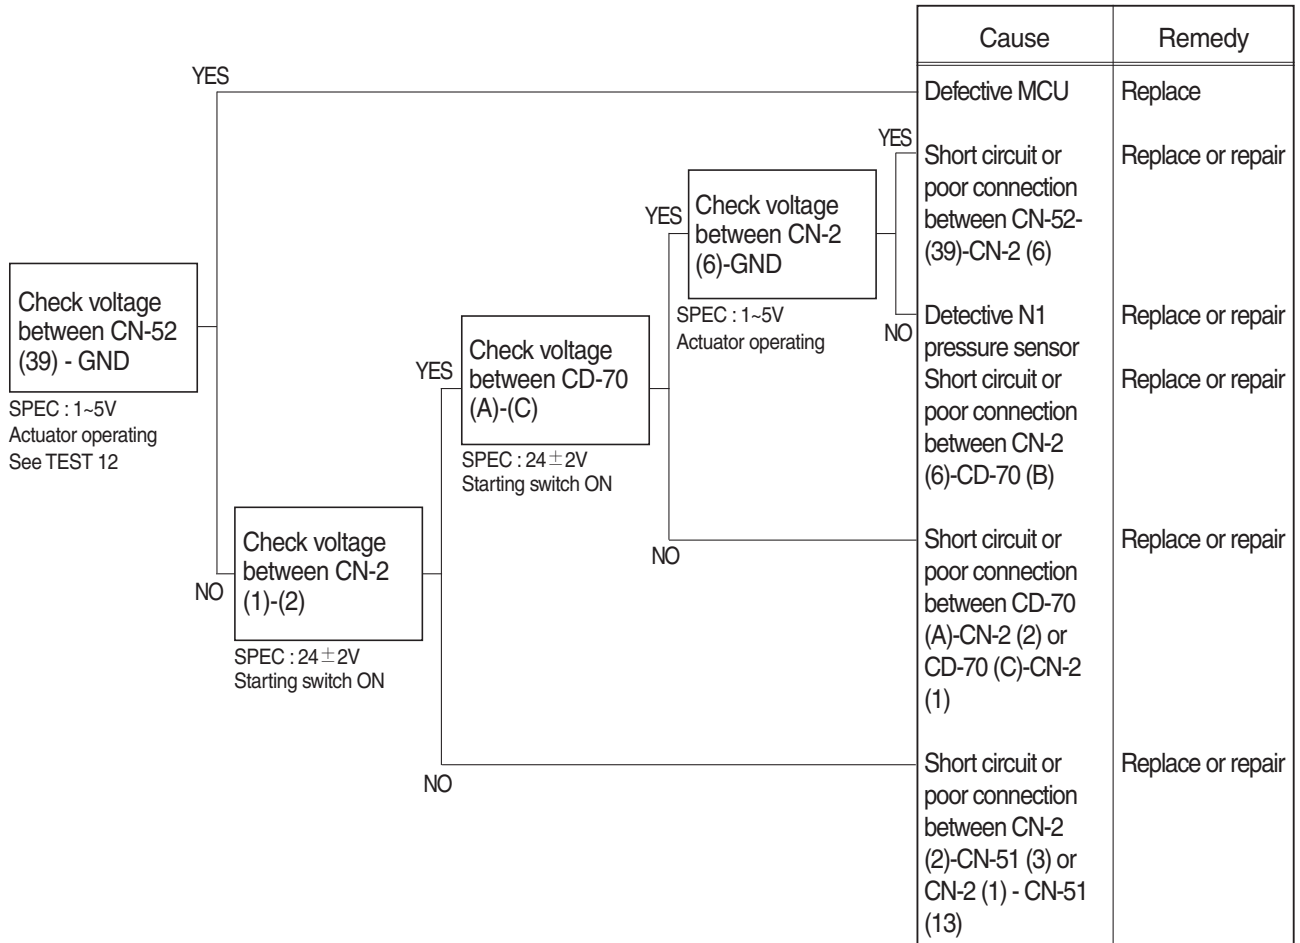 Cause
Remedy
YES
Defective MCU
Replace
YES
Short circuit or
poor connection
between CN-52-
(39)-CN-2 (6)
Replace or repair
YES
Check voltage
between CN-2
(6)-GND
SPEC : 1~5V
Actuator operating
NO
Detective N1
pressure sensor
Replace or repair
Short circuit or
poor connection
between CN-2
(6)-CD-70 (B)
Replace or repair
Check voltage
between CN-52
(39) - GND
SPEC : 1~5V
Actuator operating
See TEST 12
YES
Check voltage
between CD-70
(A)-(C)
SPEC : 24±2V
Starting switch ON
NO
Short circuit or
poor connection
between CD-70
(A)-CN-2 (2) or
CD-70 (C)-CN-2
(1)
Replace or repair
NO
Check voltage
between CN-2
(1)-(2)
SPEC : 24±2V
Starting switch ON
NO
Short circuit or
poor connection
between CN-2
(2)-CN-51 (3) or
CN-2 (1) - CN-51
(13)
Replace or repair